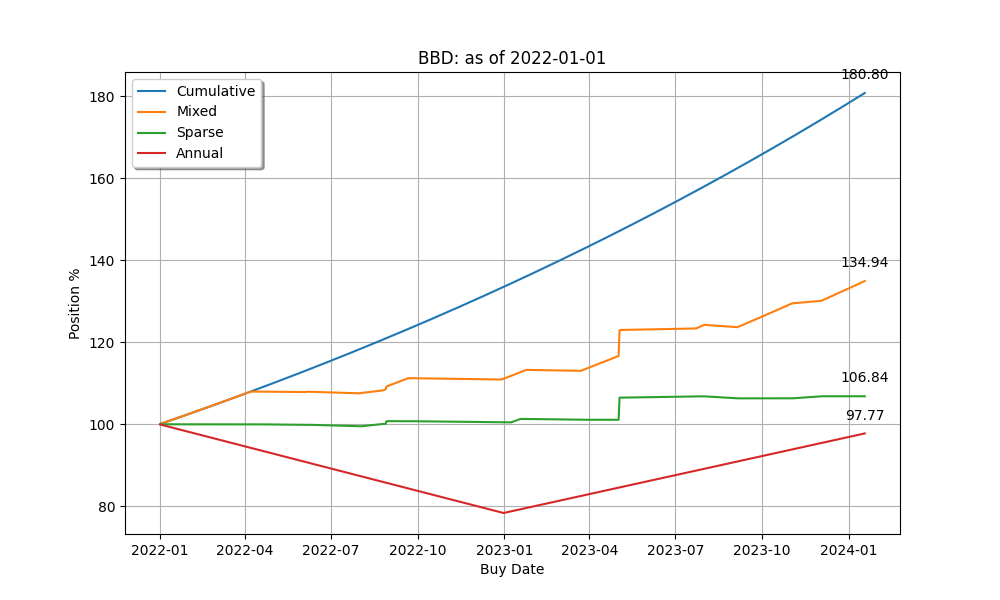 BBD: as of 2022-01-01
180.80
180
Cumulative
Mixed
Sparse
Annual
160
140
134.94
120
106.84
100
97.77
80
Position %
2022-01 2022-04 2022-07 2022-10 2023-01 2023-04 2023-07 2023-10 2024-01
Buy Date